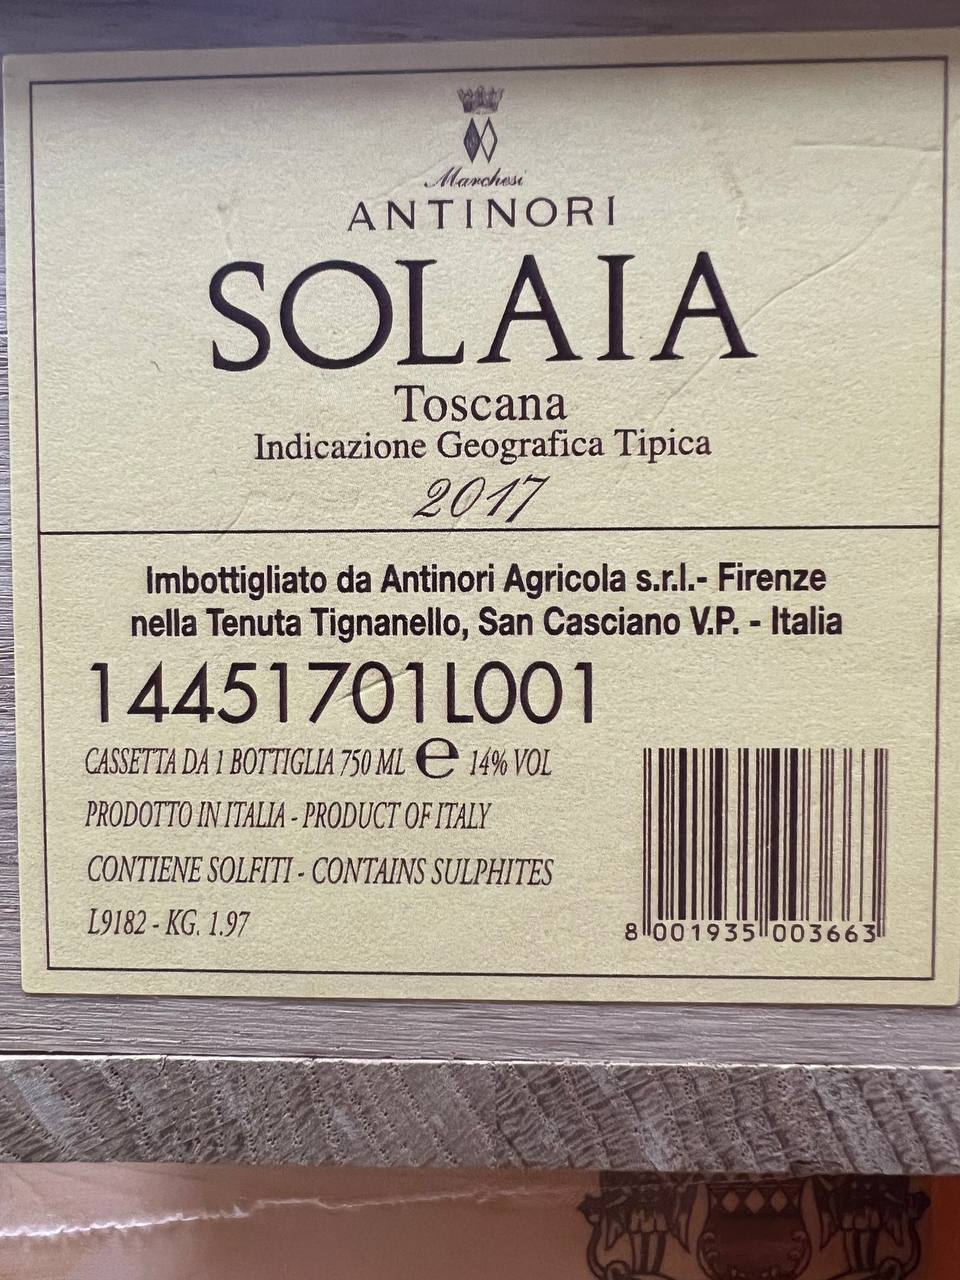 Marchesi
ANTINORI
SOLAIA
Toscana
Indicazione Geografica Tipica
2017
Imbottigliato da Antinori Agricola s.r.l.- Firenze
nella Tenuta Tignanello, San Casciano V.P. - Italia
14451701L001
CASSETTA DA 1 BOTTIGLIA 750 ML e 14% VOL
PRODOTTO IN ITALIA - PRODUCT OF ITALY
CONTIENE SOLFITI - CONTAINS SULPHITES
L9182 - KG. 1.97
8 001935 003663